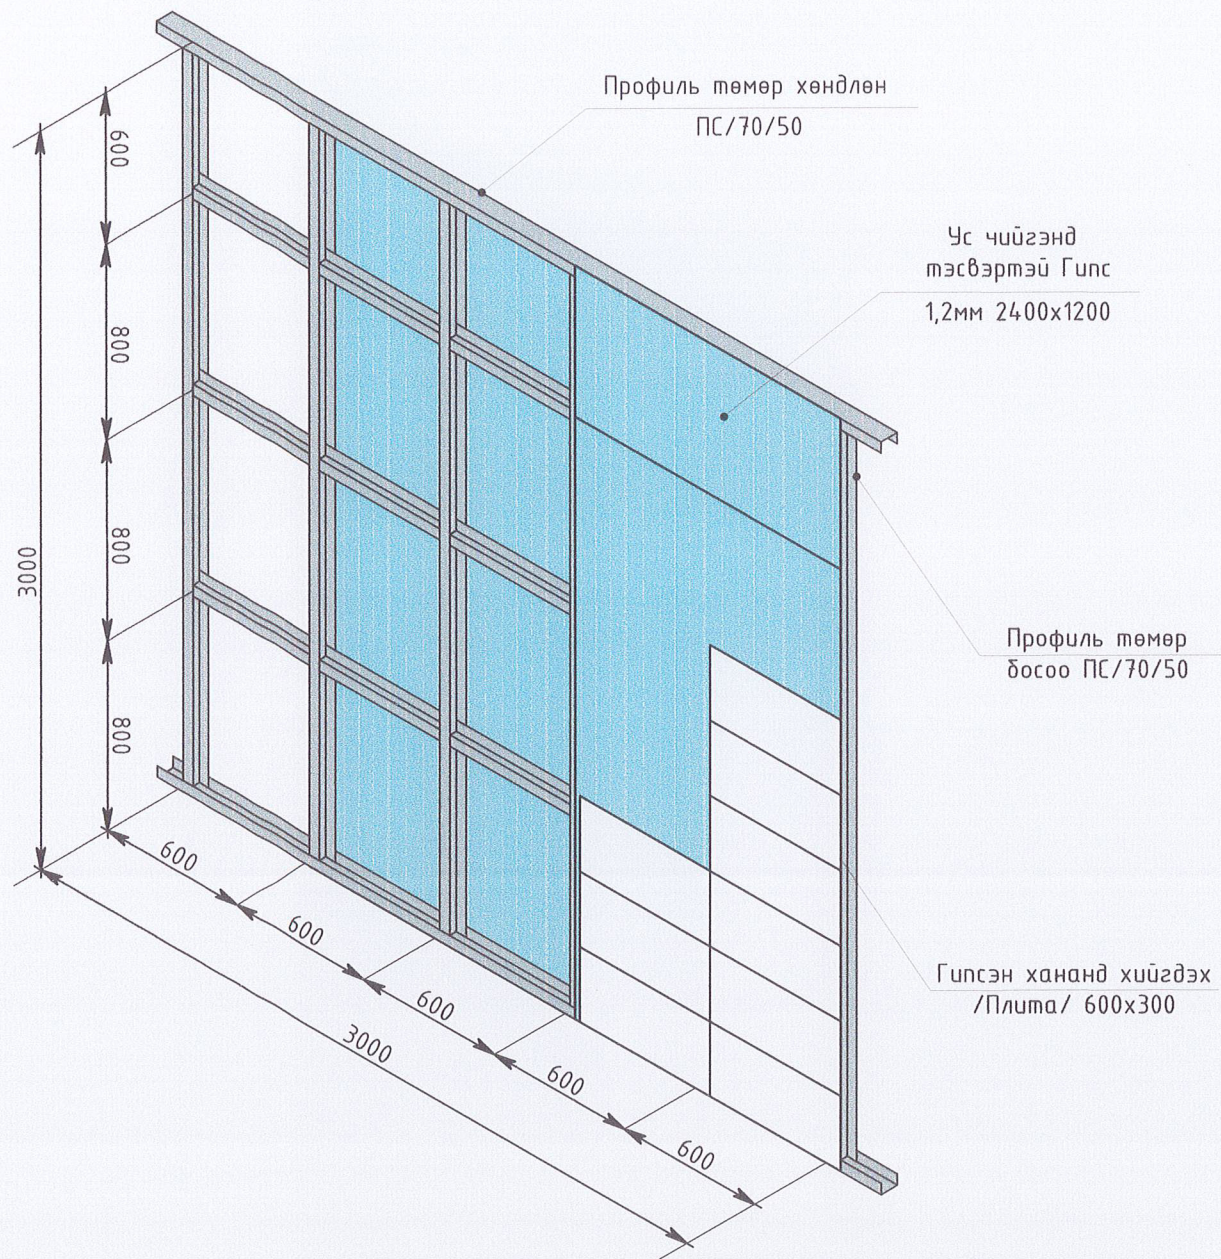 Профиль төмөр хөндлөн
ПС/70/50
Ус чийгэнд
тэсвэртэй Гипс
1,2мм 2400х1200
Профиль төмөр
босоо ПС/70/50
Гипсэн хананд хийгдэх
/Плита/ 600х300
3000
600
800
800
800
600
600
600
600
600
3000